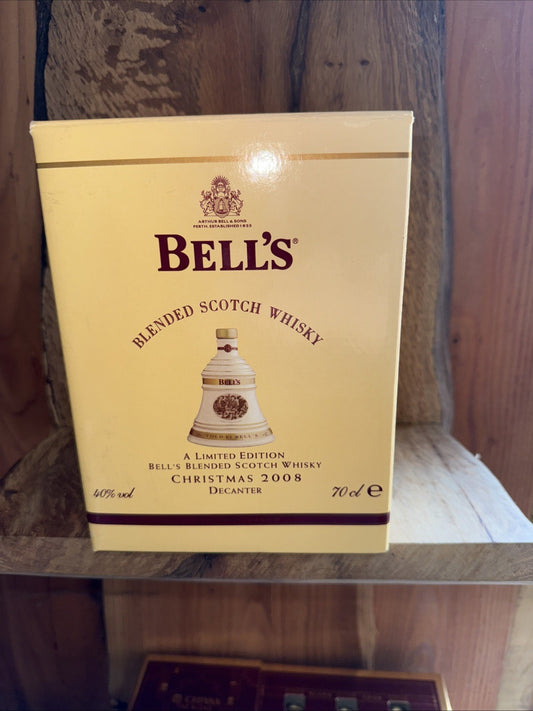 ARTHUR BELL & SONS
PERTH, ESTABLISHED 1825
BELL'S®
BLENDED SCOTCH WHISKY
BELL'S
A LIMITED EDITION
BELL'S BLENDED SCOTCH WHISKY
CHRISTMAS 2008
DECANTER
40% vol
70 cl e